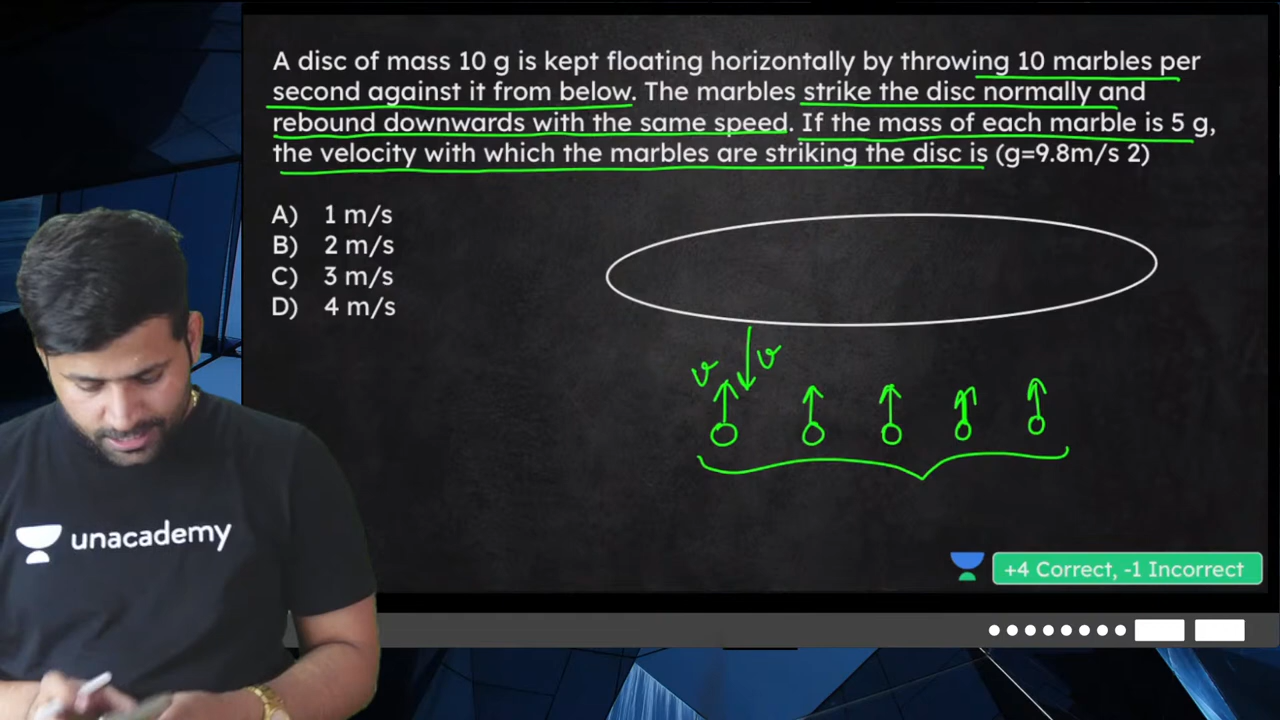 A disc of mass 10 g is kept floating horizontally by throwing 10 marbles per
second against it from below. The marbles strike the disc normally and
rebound downwards with the same speed. If the mass of each marble is 5 g,
the velocity with which the marbles are striking the disc is (g=9.8m/s 2)
A) 1 m/s
B) 2 m/s
C) 3 m/s
D) 4 m/s
v v
unacademy
+4 Correct, -1 Incorrect